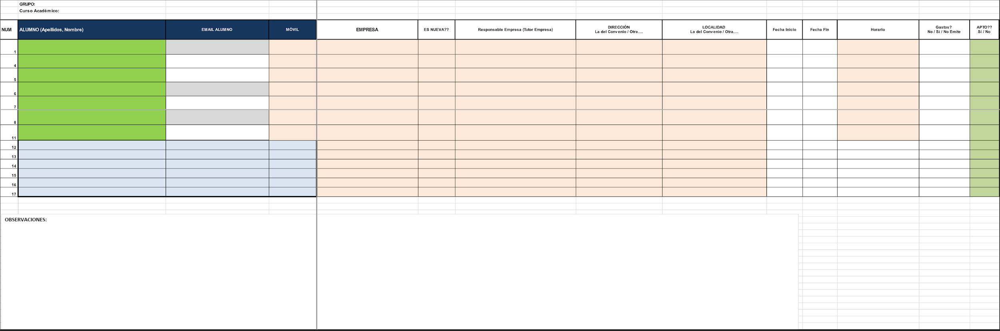 GRUPO:
Curso Académico:
NUM ALUMNO (Apellidos, Nombre) EMAIL ALUMNO MÓVIL EMPRESA ES NUEVA?? Responsable Empresa (Tutor Empresa) DIRECCIÓN LOCALIDAD Fecha Inicio Fecha Fin Horario Gastos? APTO??
La del Convenio / Otra.... La del Convenio / Otra.... No / Sí / No Emite Sí / No
1
4
5
6
7
8
11
12
13
14
15
16
17
OBSERVACIONES: